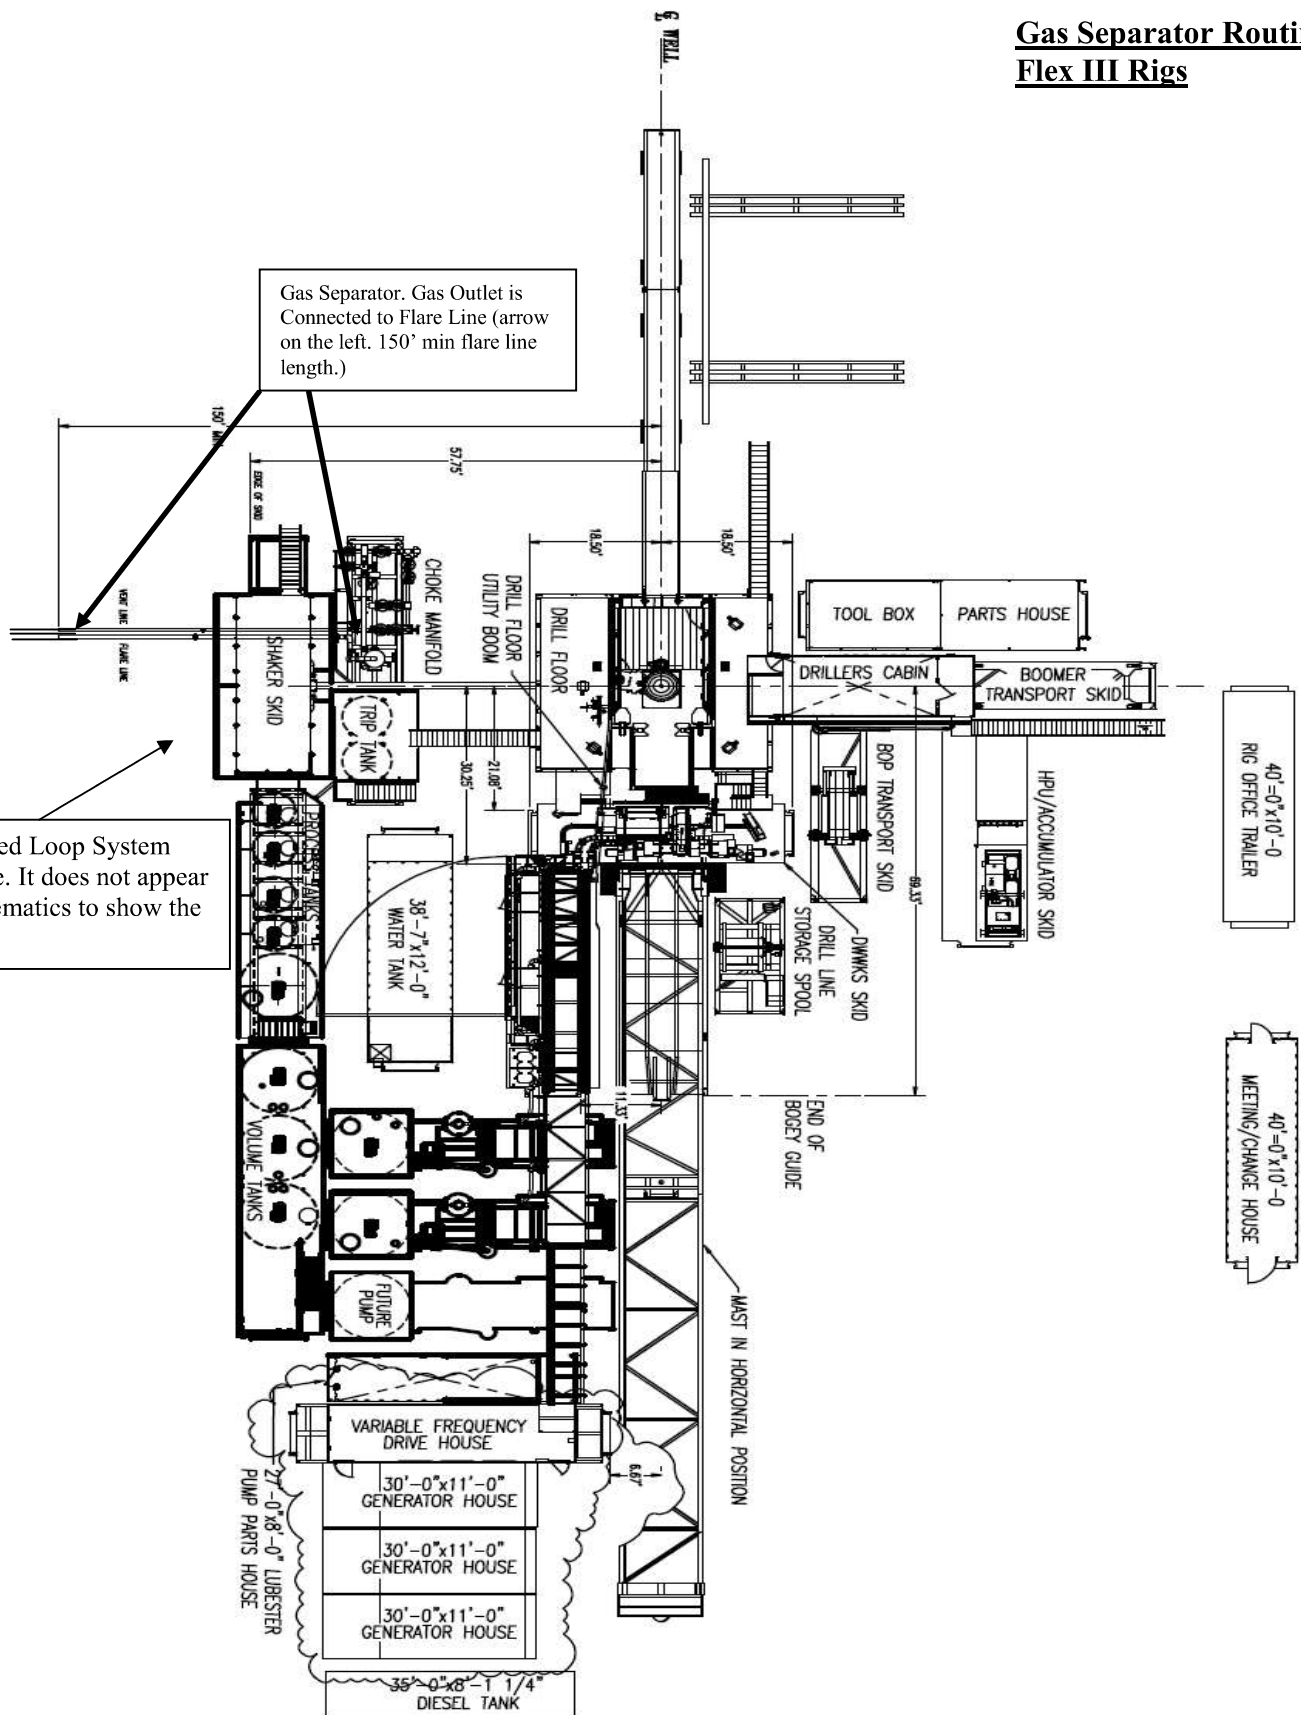 Gas Separator Routin
Flex III Rigs
℄ WELL
Gas Separator. Gas Outlet is
Connected to Flare Line (arrow
on the left. 150’ min flare line
length.)
150' MIN
57.75'
EDGE OF SKID
18.50'
18.50'
CHOKE MANIFOLD
DRILL FLOOR
UTILITY BOOM
DRILL FLOOR
TOOL BOX
PARTS HOUSE
DRILLERS CABIN
BOOMER
TRANSPORT SKID
VENT LINE
FLARE LINE
SHAKER SKID
TRIP TANK
30.25'
21.08'
BOP TRANSPORT SKID
HPU/ACCUMULATOR SKID
40'=0"x10'-0
RIG OFFICE TRAILER
ed Loop System
e. It does not appear
ematics to show the
PROCESS TANKS
38'-7"x12'-0"
WATER TANK
69.33'
DWWKS SKID
DRILL LINE
STORAGE SPOOL
11.33'
END OF
BOGEY GUIDE
40'=0"x10'-0
MEETING/CHANGE HOUSE
VOLUME TANKS
FUTURE
PUMP
MAST IN HORIZONTAL POSITION
VARIABLE FREQUENCY
DRIVE HOUSE
6.67'
27'-0"x8'-0" LUBESTER
PUMP PARTS HOUSE
30'-0"x11'-0"
GENERATOR HOUSE
30'-0"x11'-0"
GENERATOR HOUSE
30'-0"x11'-0"
GENERATOR HOUSE
35'-0"x8'-1 1/4"
DIESEL TANK